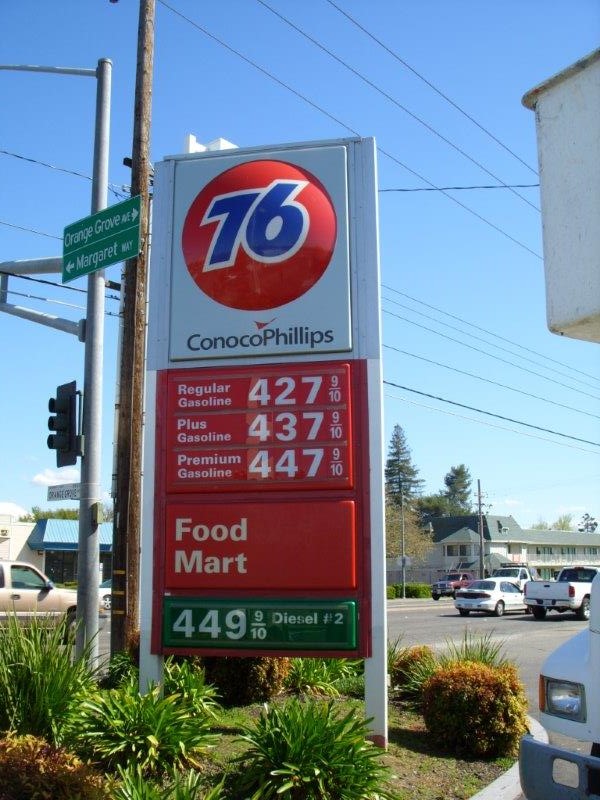 76
ConocoPhillips
Orange Grove AVE →
← Margaret WAY
Regular
Gasoline 427 9/10
Plus
Gasoline 437 9/10
Premium
Gasoline 447 9/10
ORANGE GROVE
Food
Mart
449 9/10 Diesel #2